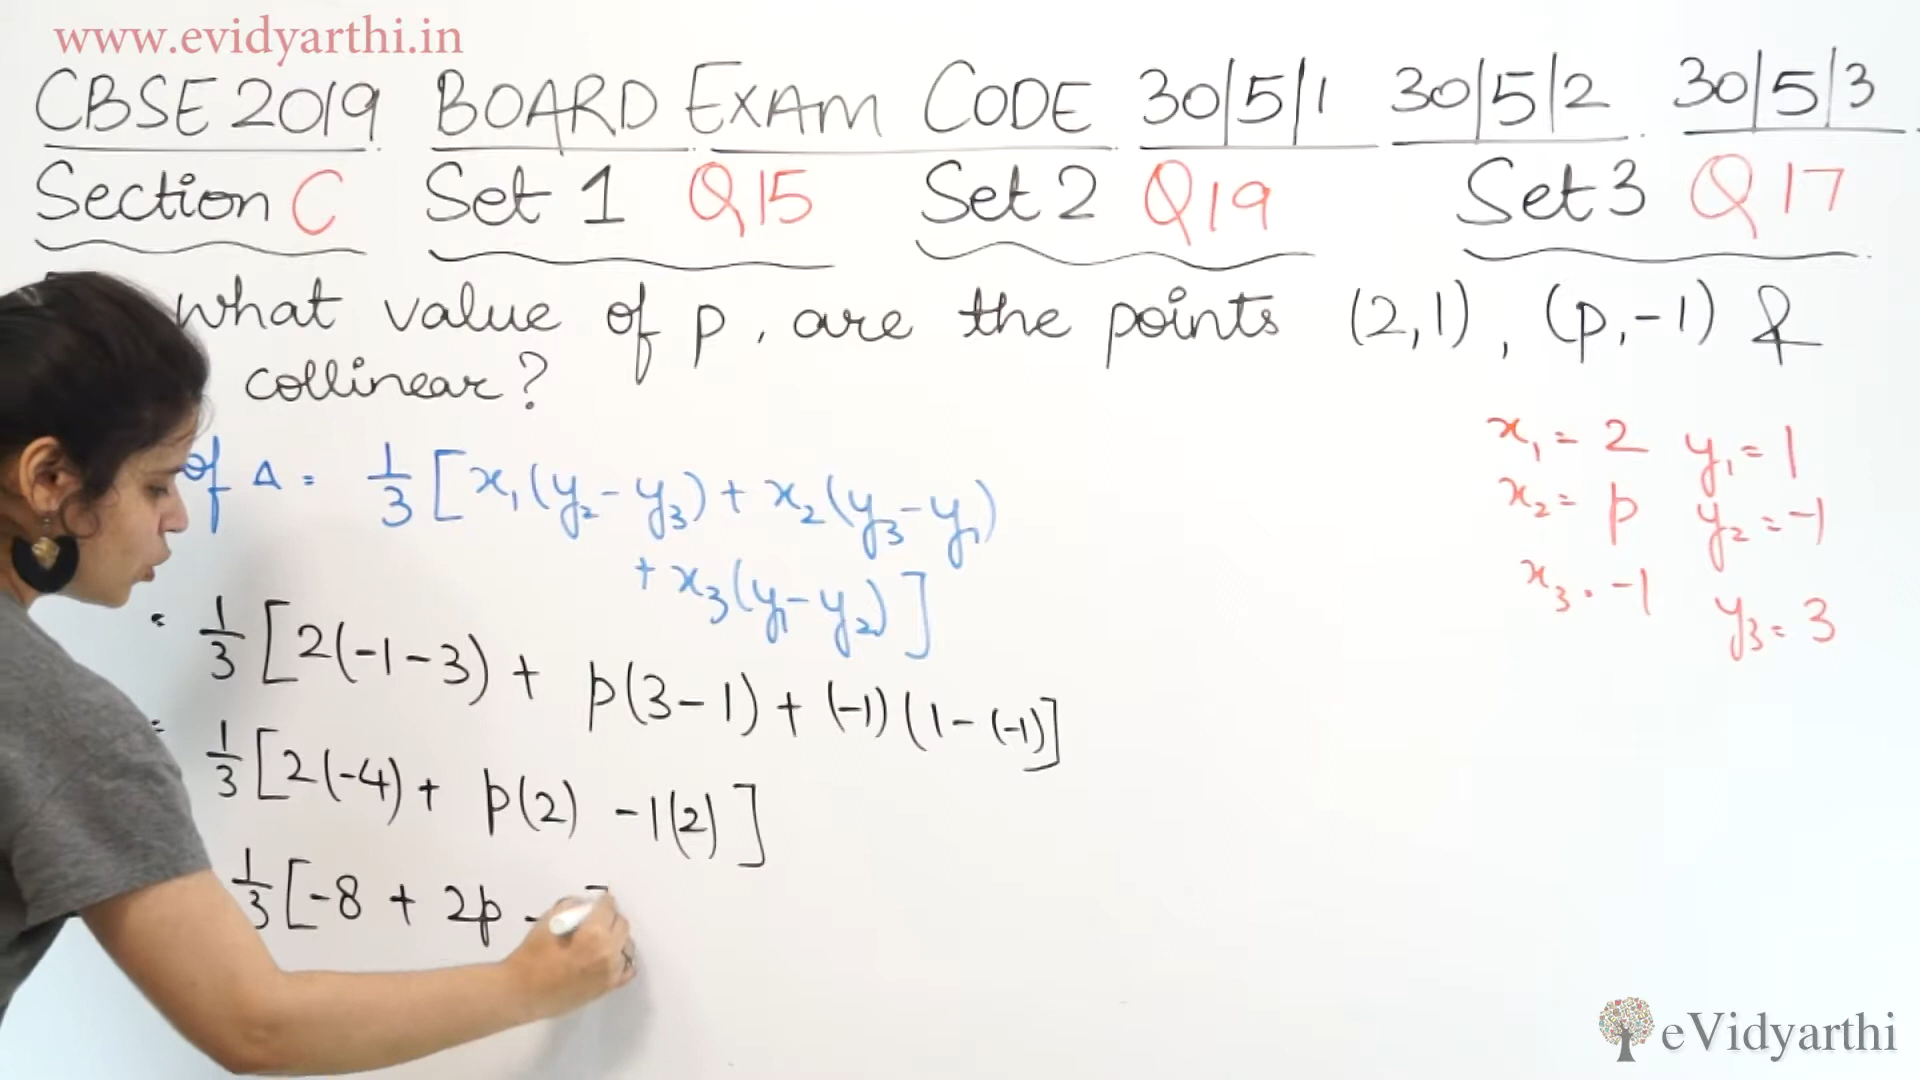 www.evidyarthi.in
CBSE 2019 BOARD EXAM CODE 30/5/1 30/5/2 30/5/3
Section C Set 1 Q15 Set 2 Q19 Set 3 Q17
what value of p, are the points (2,1), (p,-1) &
collinear?
of Δ = 1/3 [x₁(y₂-y₃) + x₂(y₃-y₁)
+ x₃(y₁-y₂)]
= 1/3 [2(-1-3) + p(3-1) + (-1)(1-(-1)]
= 1/3 [2(-4) + p(2) -1(2)]
1/3 [-8 + 2p -
x₁ = 2 y₁ = 1
x₂ = p y₂ = -1
x₃ = -1 y₃ = 3
eVidyarthi